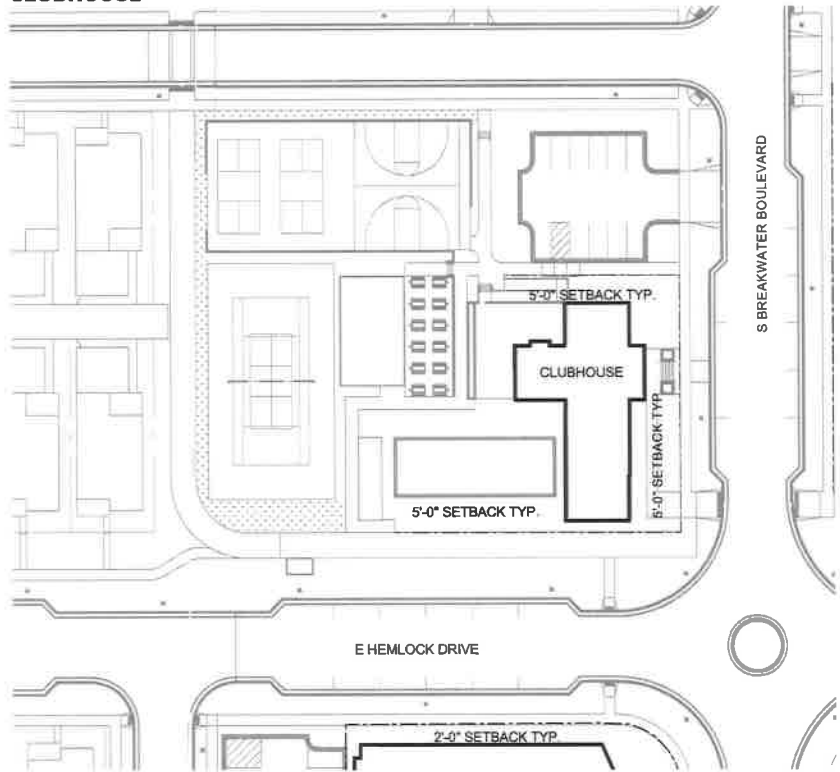 CLUBHOUSE
S BREAKWATER BOULEVARD
5'-0" SETBACK TYP.
CLUBHOUSE
5'-0" SETBACK TYP.
5'-0" SETBACK TYP.
E HEMLOCK DRIVE
2'-0" SETBACK TYP.